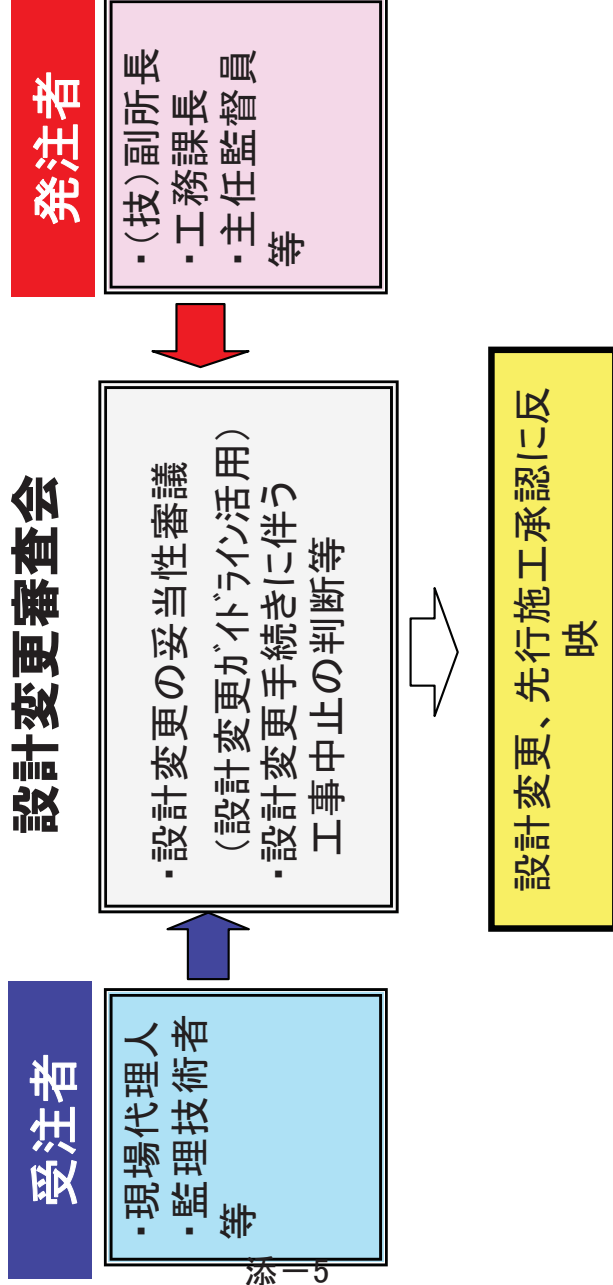 設計変更審査会
受注者
・現場代理人
・監理技術者
等
・設計変更の妥当性審議
（設計変更ｶﾞｲﾄﾞﾗｲﾝ活用）
・設計変更手続きに伴う
工事中止の判断等
発注者
・（技）副所長
・工務課長
・主任監督員
等
設計変更、先行施工承認に反
映
添－5